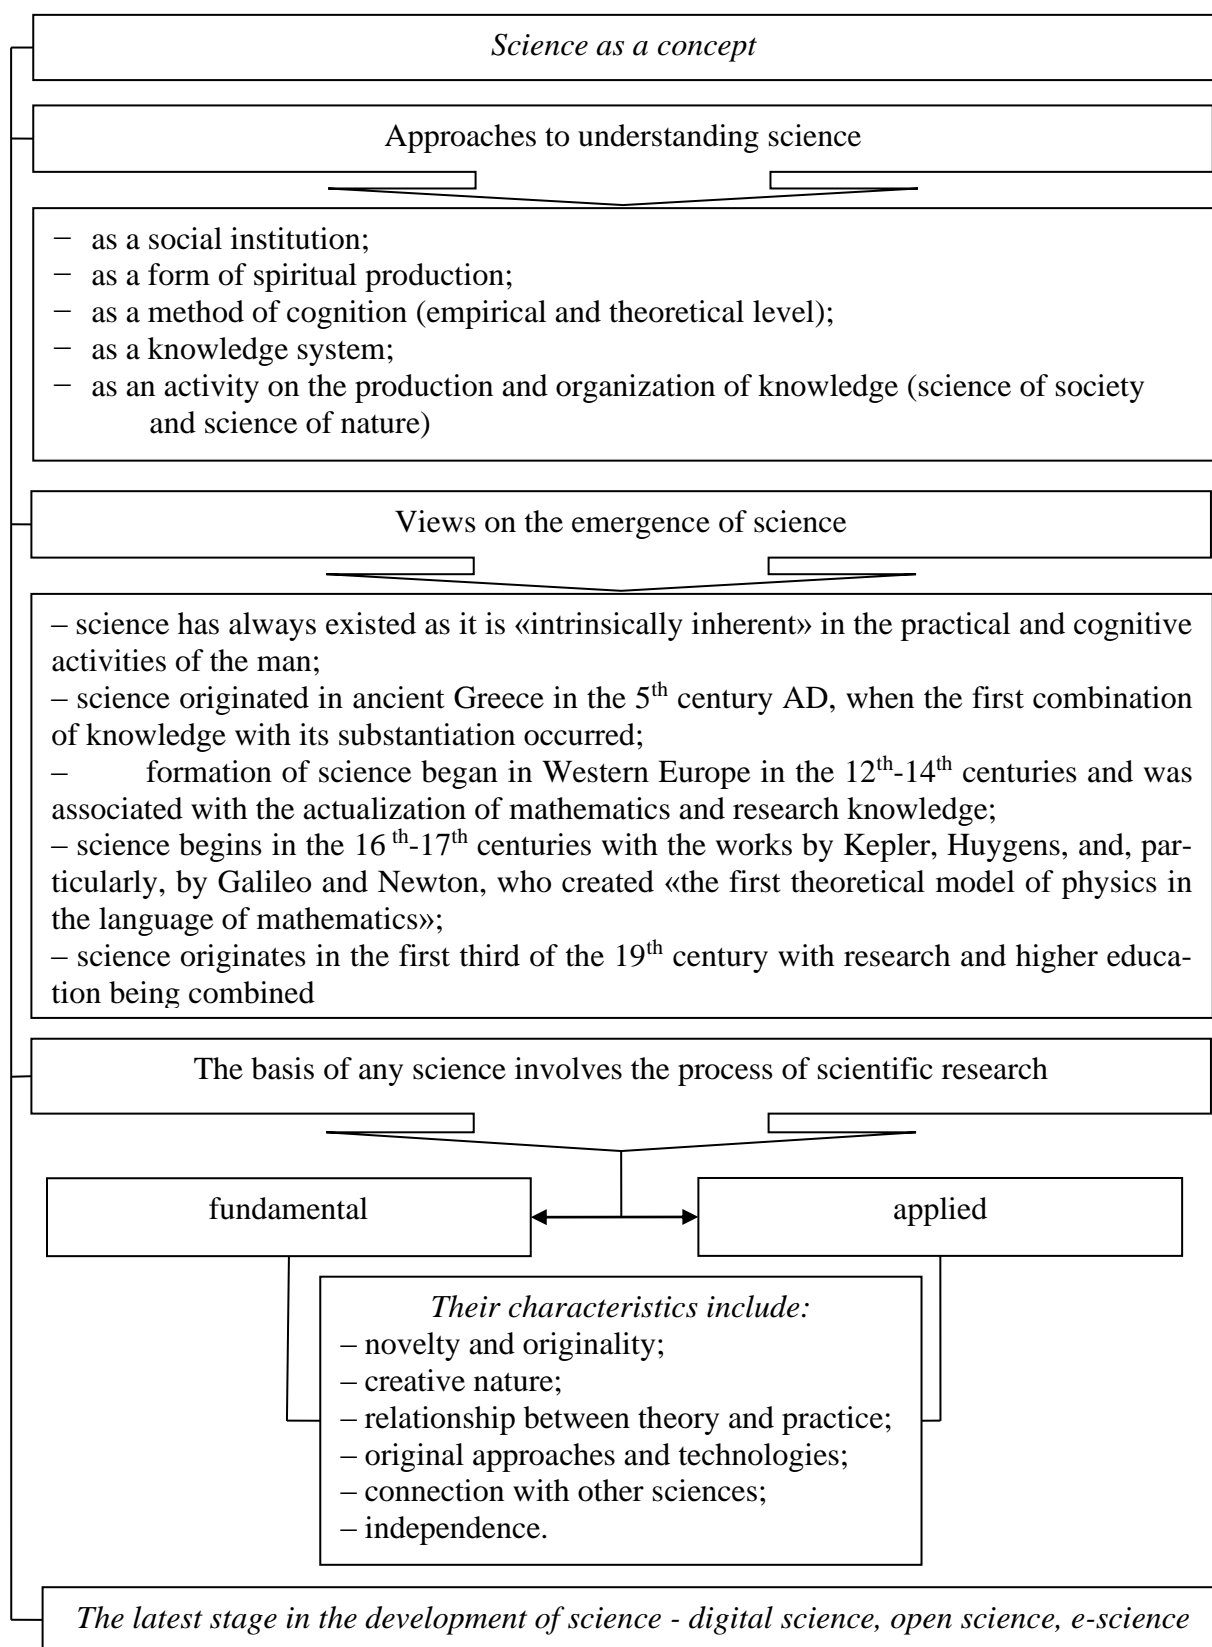 Science as a concept
Approaches to understanding science
– as a social institution;
– as a form of spiritual production;
– as a method of cognition (empirical and theoretical level);
– as a knowledge system;
– as an activity on the production and organization of knowledge (science of society
and science of nature)
Views on the emergence of science
– science has always existed as it is «intrinsically inherent» in the practical and cognitive
activities of the man;
– science originated in ancient Greece in the 5th century AD, when the first combination
of knowledge with its substantiation occurred;
– formation of science began in Western Europe in the 12th-14th centuries and was
associated with the actualization of mathematics and research knowledge;
– science begins in the 16 th-17th centuries with the works by Kepler, Huygens, and, par-
ticularly, by Galileo and Newton, who created «the first theoretical model of physics in
the language of mathematics»;
– science originates in the first third of the 19th century with research and higher educa-
tion being combined
The basis of any science involves the process of scientific research
fundamental
applied
Their characteristics include:
– novelty and originality;
– creative nature;
– relationship between theory and practice;
– original approaches and technologies;
– connection with other sciences;
– independence.
The latest stage in the development of science - digital science, open science, e-science